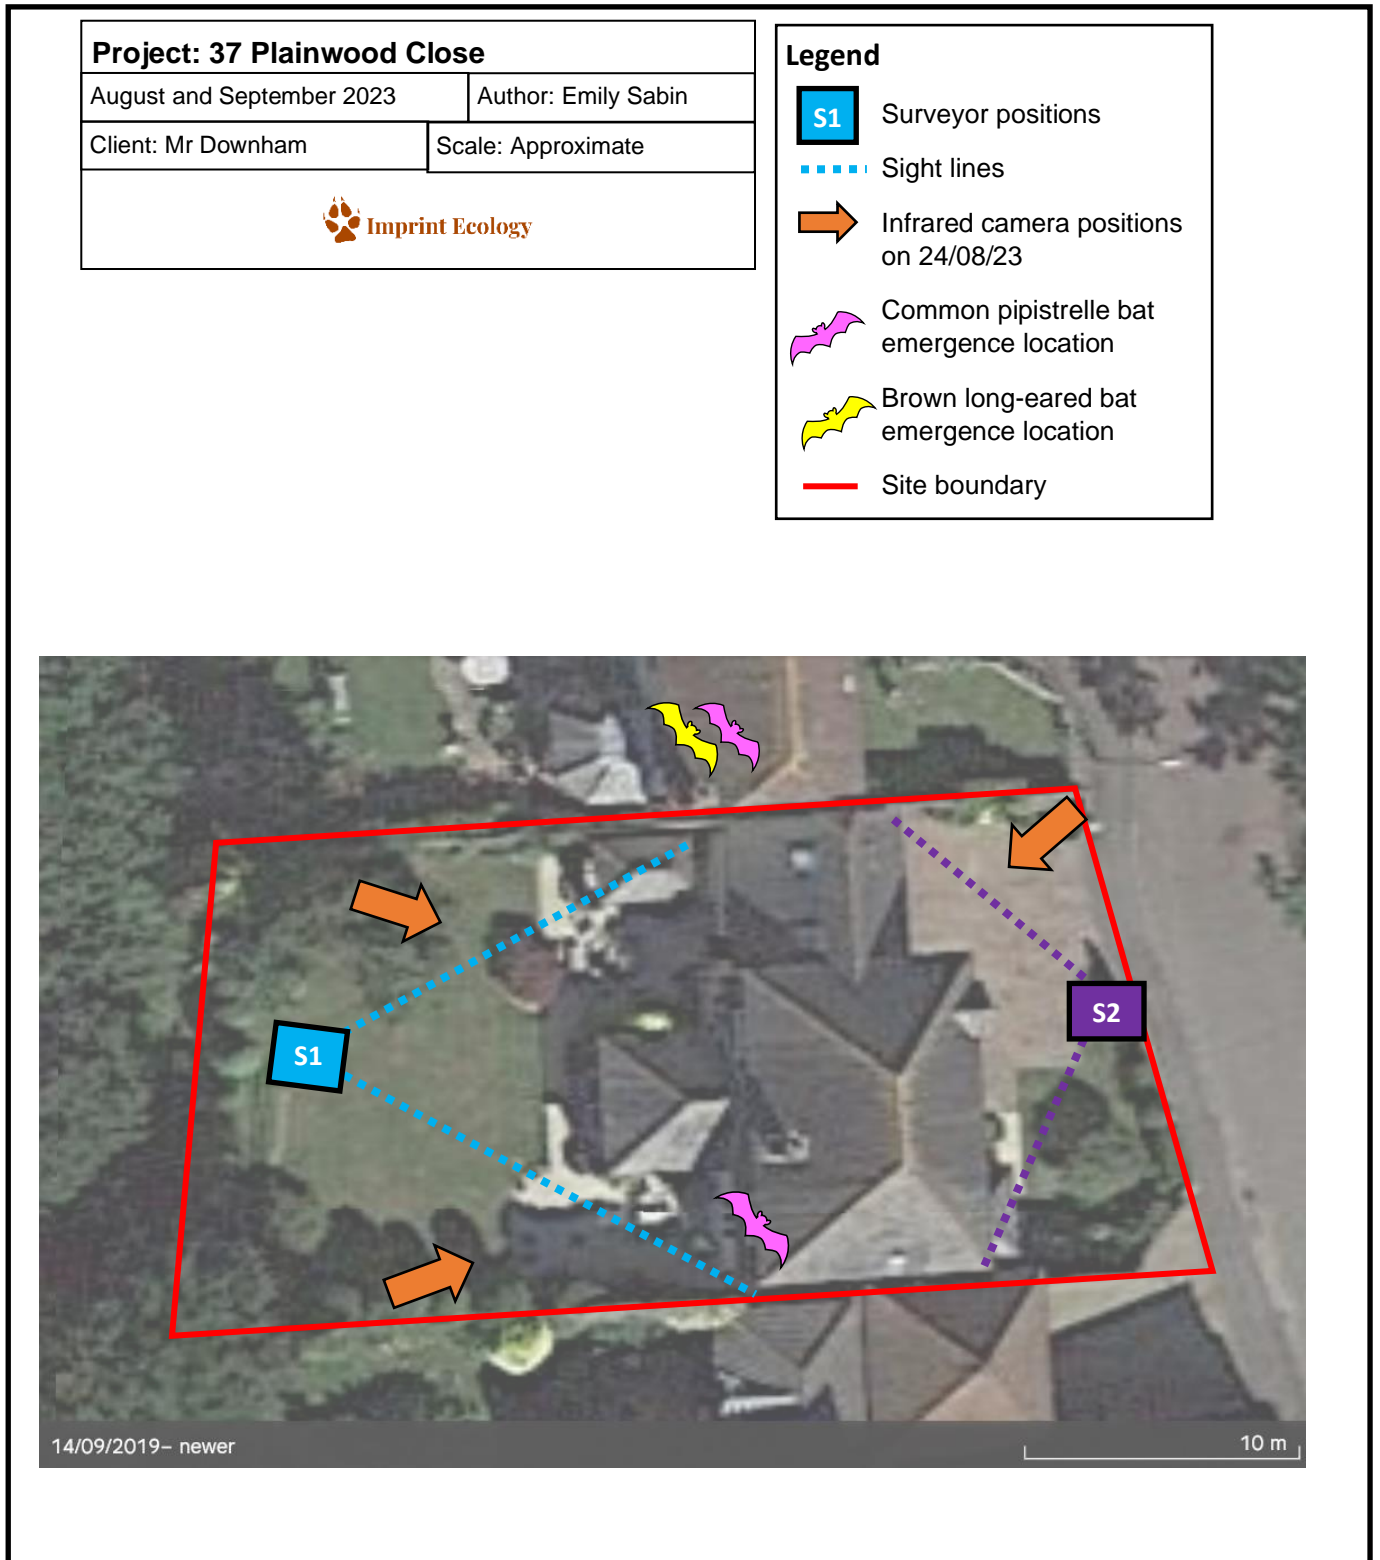 Project: 37 Plainwood Close
August and September 2023
Author: Emily Sabin
Client: Mr Downham
Scale: Approximate
Imprint Ecology
Legend
S1
Surveyor positions
Sight lines
Infrared camera positions
on 24/08/23
Common pipistrelle bat
emergence location
Brown long-eared bat
emergence location
Site boundary
S1
S2
14/09/2019– newer
10 m